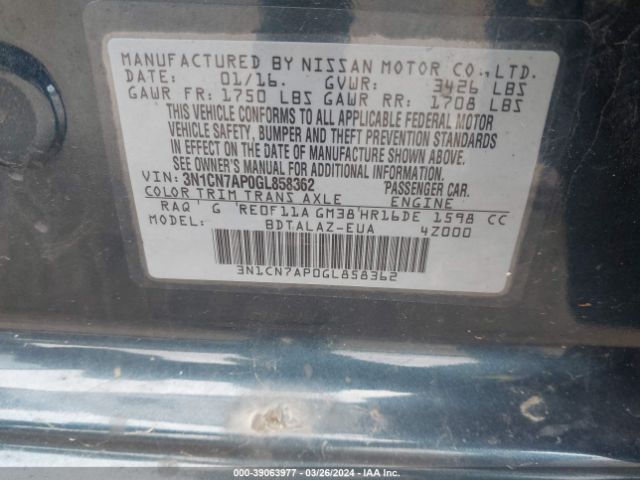 MANUFACTURED BY NISSAN MOTOR CO., LTD.
DATE: 01/16. GVWR: 3426 LBS
GAWR FR: 1750 LBS GAWR RR: 1708 LBS
THIS VEHICLE CONFORMS TO ALL APPLICABLE FEDERAL MOTOR
VEHICLE SAFETY, BUMPER AND THEFT PREVENTION STANDARDS
IN EFFECT ON THE DATE OF MANUFACTURE SHOWN ABOVE.
SEE OWNER'S MANUAL FOR ADDITIONAL INFORMATION.
VIN: 3N1CN7AP0GL858362 PASSENGER CAR.
COLOR TRIM TRANS AXLE ENGINE
RAQ G RE0F11A GM38 HR16DE 1598 CC
MODEL: BDTALAZ-EUA 4Z000
3N1CN7AP0GL858362
000-39063977 - 03/26/2024 - IAA Inc.